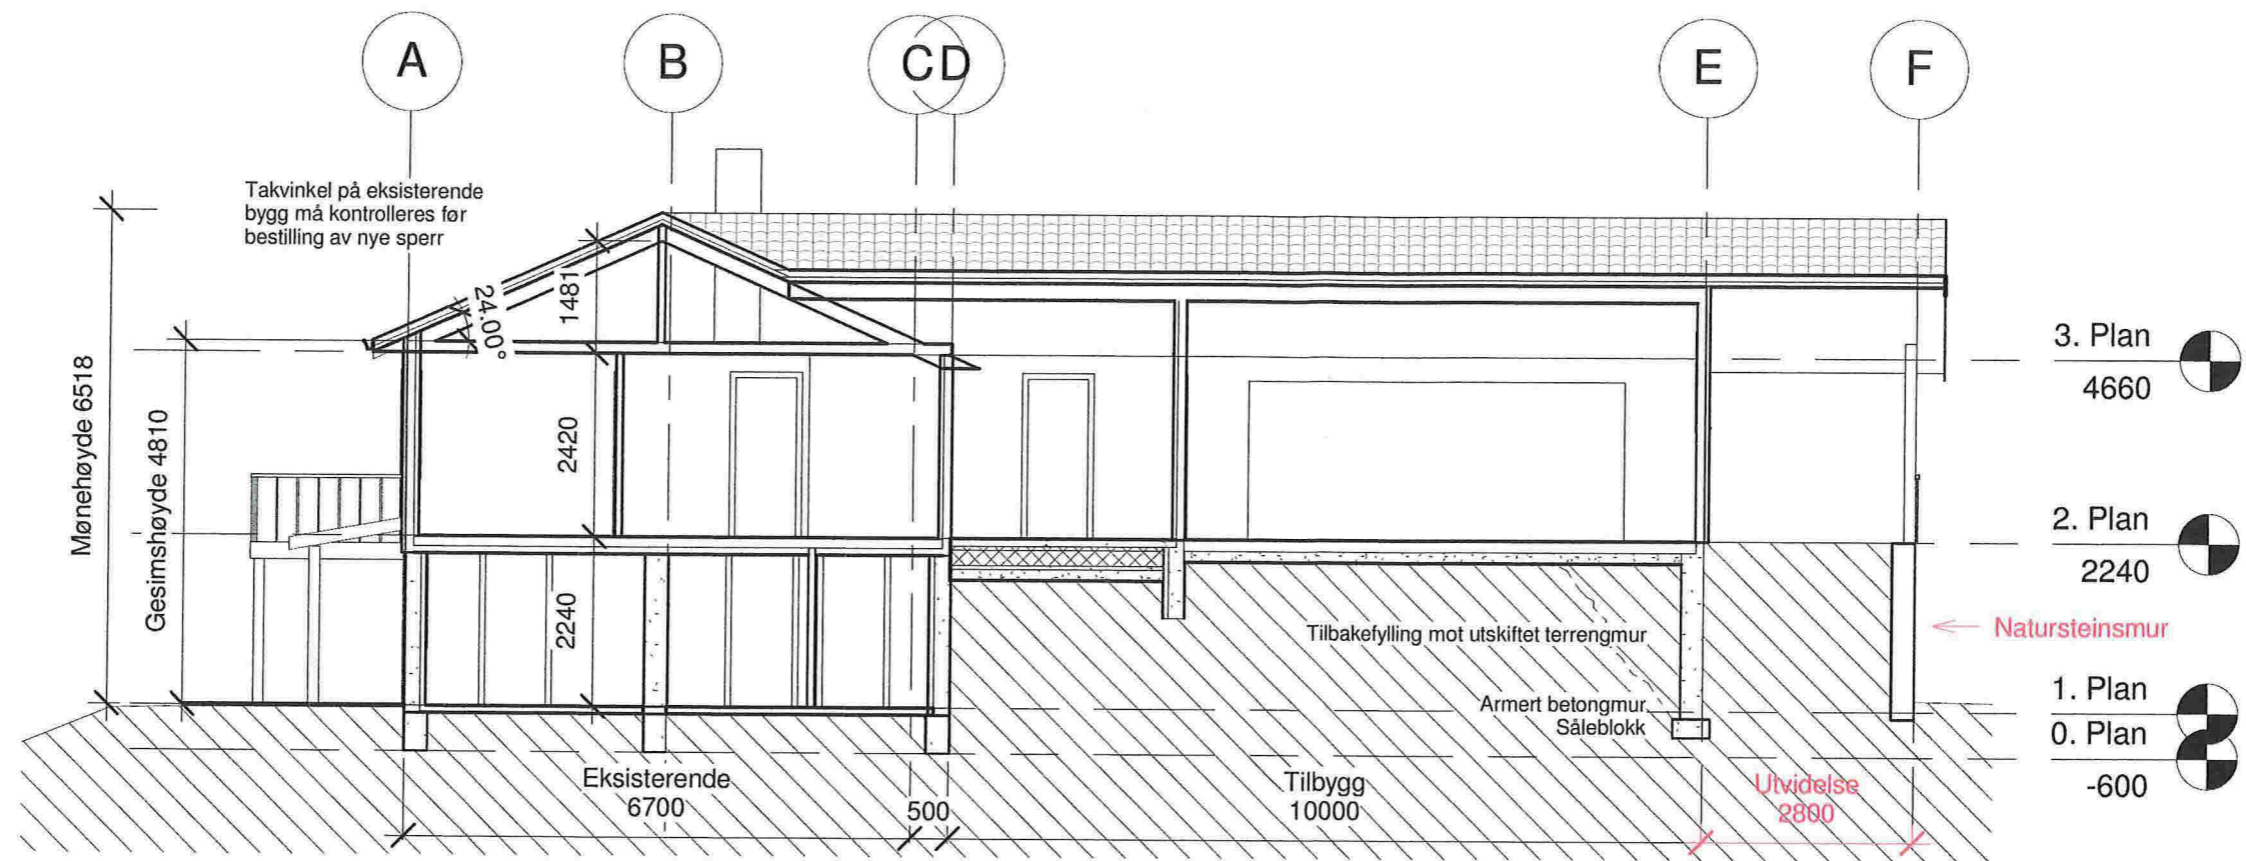 A
B
C
D
E
F
Takvinkel på eksisterende
bygg må kontrolleres før
bestilling av nye sperr
Mønehøyde 6518
Gesimshøyde 4810
24.00°
1481
2420
2240
3. Plan
4660
2. Plan
2240
Natursteinsmur
Tilbakefylling mot utskiftet terrengmur
Armert betongmur
Såleblokk
1. Plan
0. Plan
-600
Eksisterende
6700
500
Tilbygg
10000
Utvidelse
2800